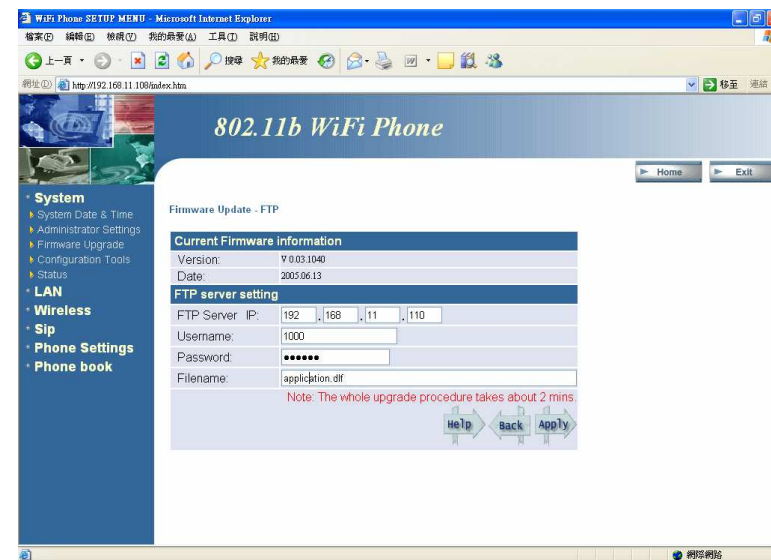 WiFi Phone SETUP MENU - Microsoft Internet Explorer
檔案(F) 編輯(E) 檢視(V) 我的最愛(A) 工具(T) 說明(H)
上一頁 搜尋 我的最愛
網址(D) http://192.168.11.108/index.htm 移至 連結
802.11b WiFi Phone
Home Exit
System
System Date & Time
Administrator Settings
Firmware Upgrade
Configuration Tools
Status
LAN
Wireless
Sip
Phone Settings
Phone book
Firmware Update - FTP
Current Firmware information
Version: V 0.03.1040
Date: 2005.06.13
FTP server setting
FTP Server IP: 192 . 168 . 11 . 110
Username: 1000
Password: ●●●●●●
Filename: application.dlf
Note: The whole upgrade procedure takes about 2 mins.
Help Back Apply
網際網路